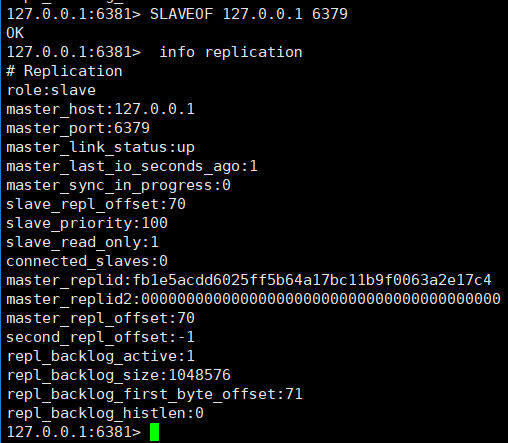 127.0.0.1:6381> SLAVEOF 127.0.0.1 6379
OK
127.0.0.1:6381>  info replication
# Replication
role:slave
master_host:127.0.0.1
master_port:6379
master_link_status:up
master_last_io_seconds_ago:1
master_sync_in_progress:0
slave_repl_offset:70
slave_priority:100
slave_read_only:1
connected_slaves:0
master_replid:fb1e5acdd6025ff5b64a17bc11b9f0063a2e17c4
master_replid2:0000000000000000000000000000000000000000
master_repl_offset:70
second_repl_offset:-1
repl_backlog_active:1
repl_backlog_size:1048576
repl_backlog_first_byte_offset:71
repl_backlog_histlen:0
127.0.0.1:6381>